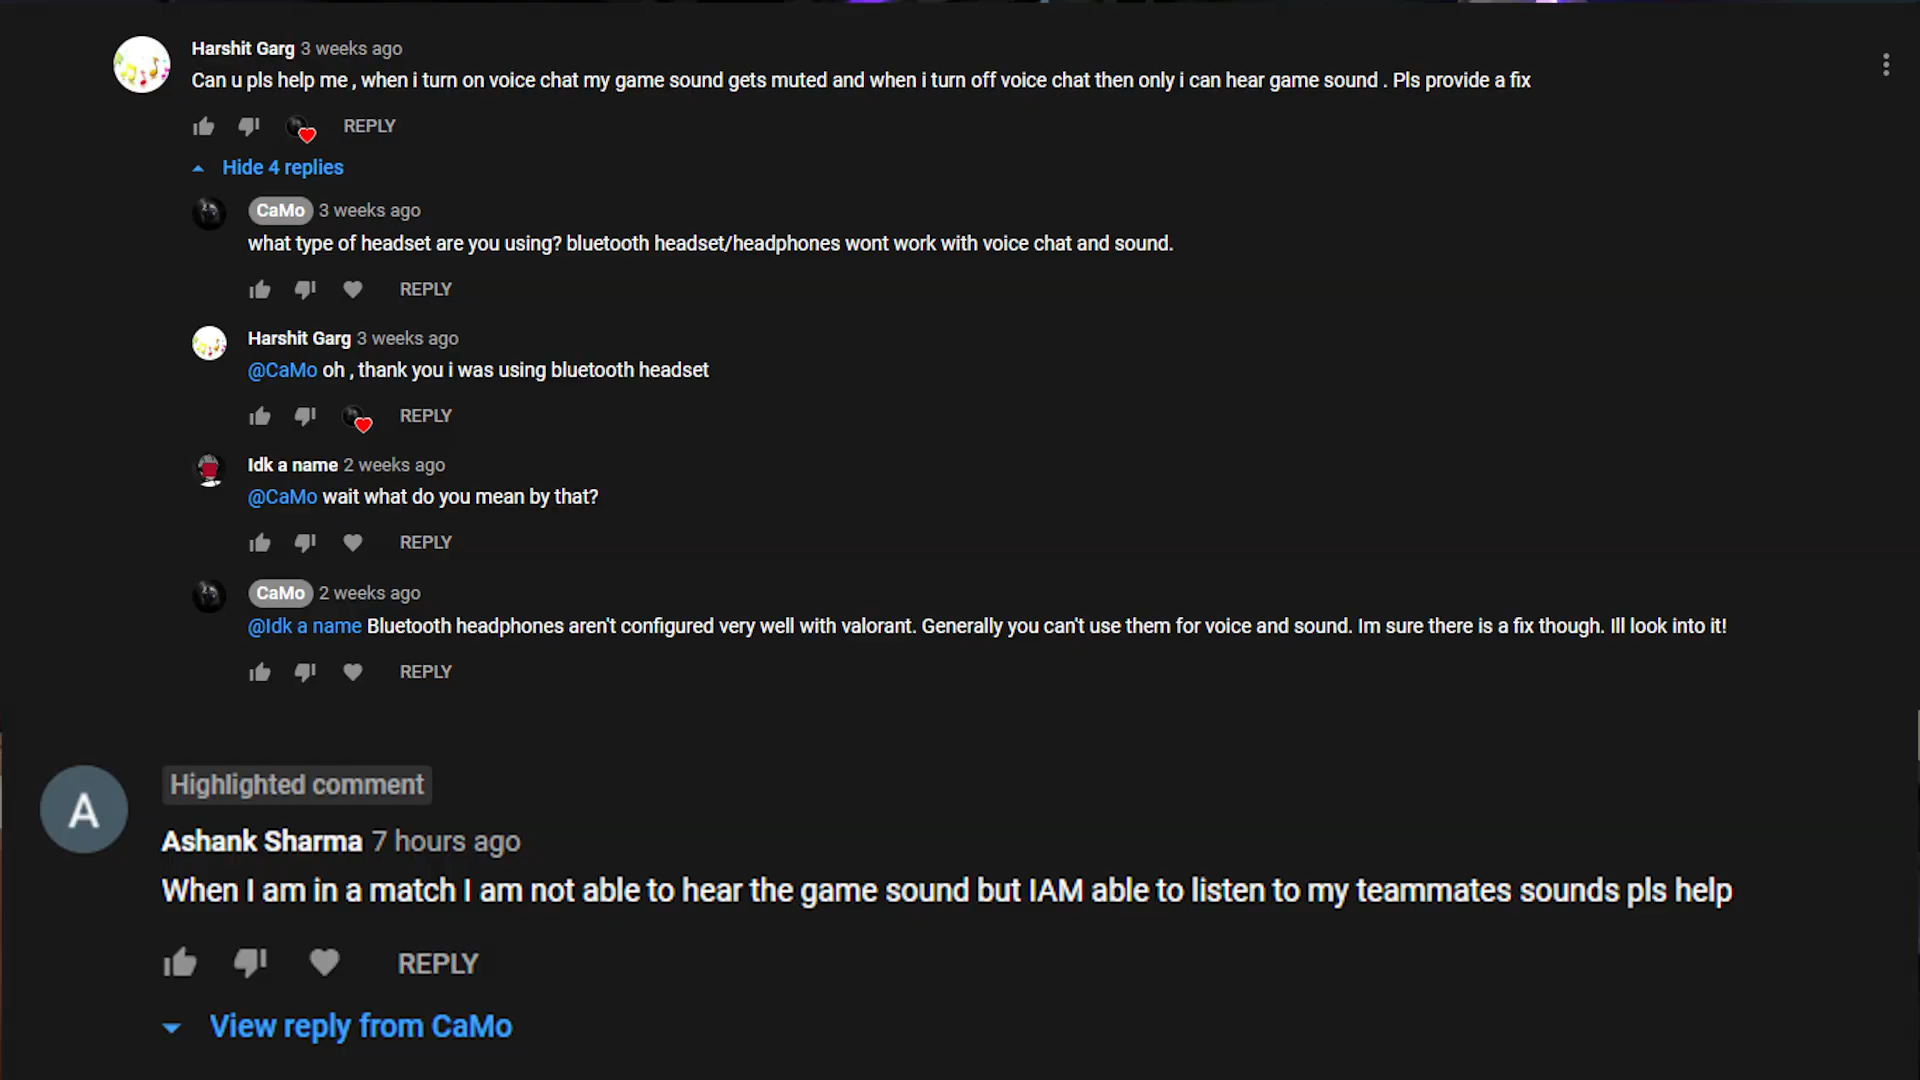 Harshit Garg 3 weeks ago
Can u pls help me , when i turn on voice chat my game sound gets muted and when i turn off voice chat then only i can hear game sound . Pls provide a fix
REPLY
Hide 4 replies
CaMo 3 weeks ago
what type of headset are you using? bluetooth headset/headphones wont work with voice chat and sound.
REPLY
Harshit Garg 3 weeks ago
@CaMo oh , thank you i was using bluetooth headset
REPLY
Idk a name 2 weeks ago
@CaMo wait what do you mean by that?
REPLY
CaMo 2 weeks ago
@Idk a name Bluetooth headphones aren't configured very well with valorant. Generally you can't use them for voice and sound. Im sure there is a fix though. Ill look into it!
REPLY
A
Highlighted comment
Ashank Sharma 7 hours ago
When I am in a match I am not able to hear the game sound but IAM able to listen to my teammates sounds pls help
REPLY
View reply from CaMo